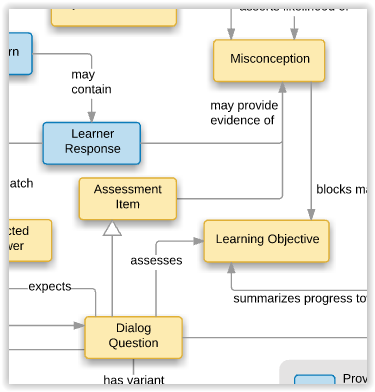 asserts likelihood of
rn
may
contain
Misconception
may provide
evidence of
Learner
Response
atch
Assessment
Item
blocks ma
cted
wer
Learning Objective
assesses
expects
summarizes progress to
Dialog
Question
has variant
Prov